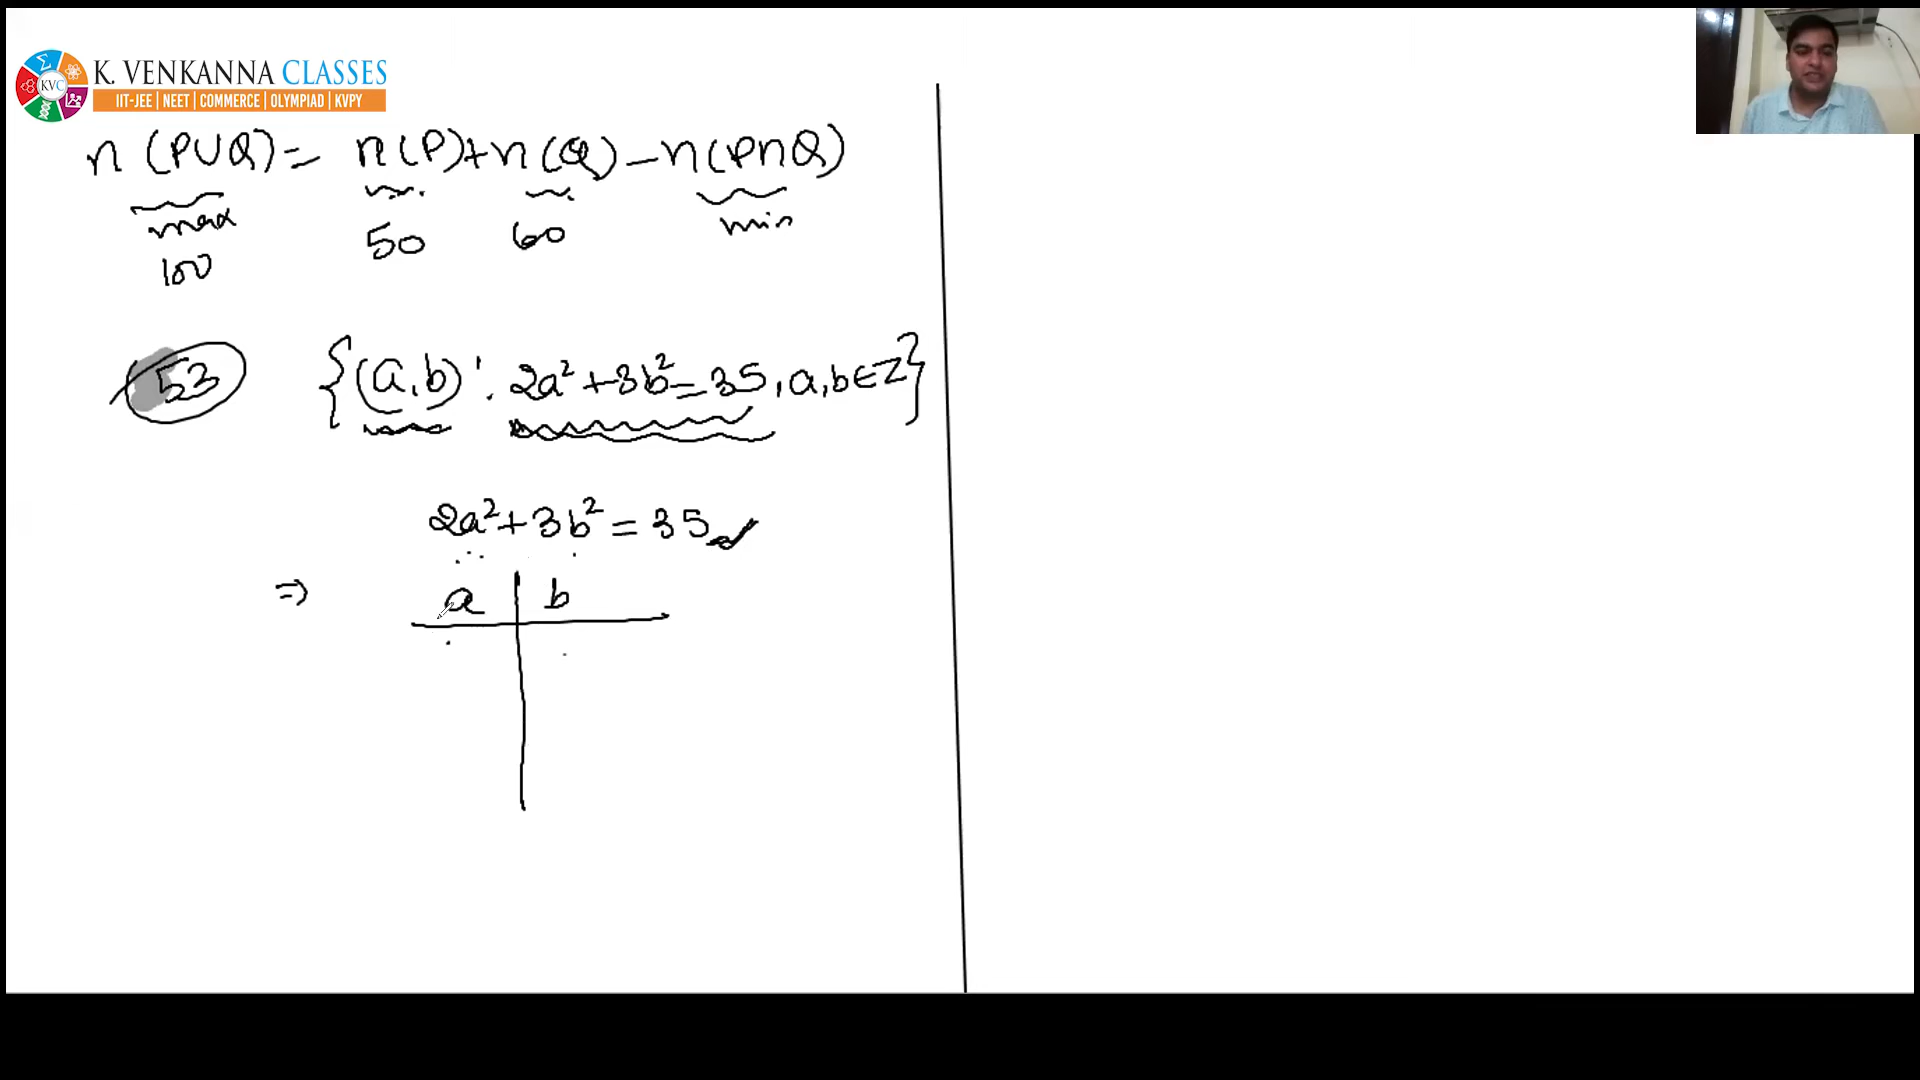 K. VENKANNA CLASSES
KVC
IIT-JEE | NEET | COMMERCE | OLYMPIAD | KVPY
n (P∪Q) = n(P) + n(Q) - n(P∩Q)
max 50 60 min
100
53 {(a,b) : 2a² + 3b² = 35, a,b ∈ Z}
2a² + 3b² = 35
⇒ a | b